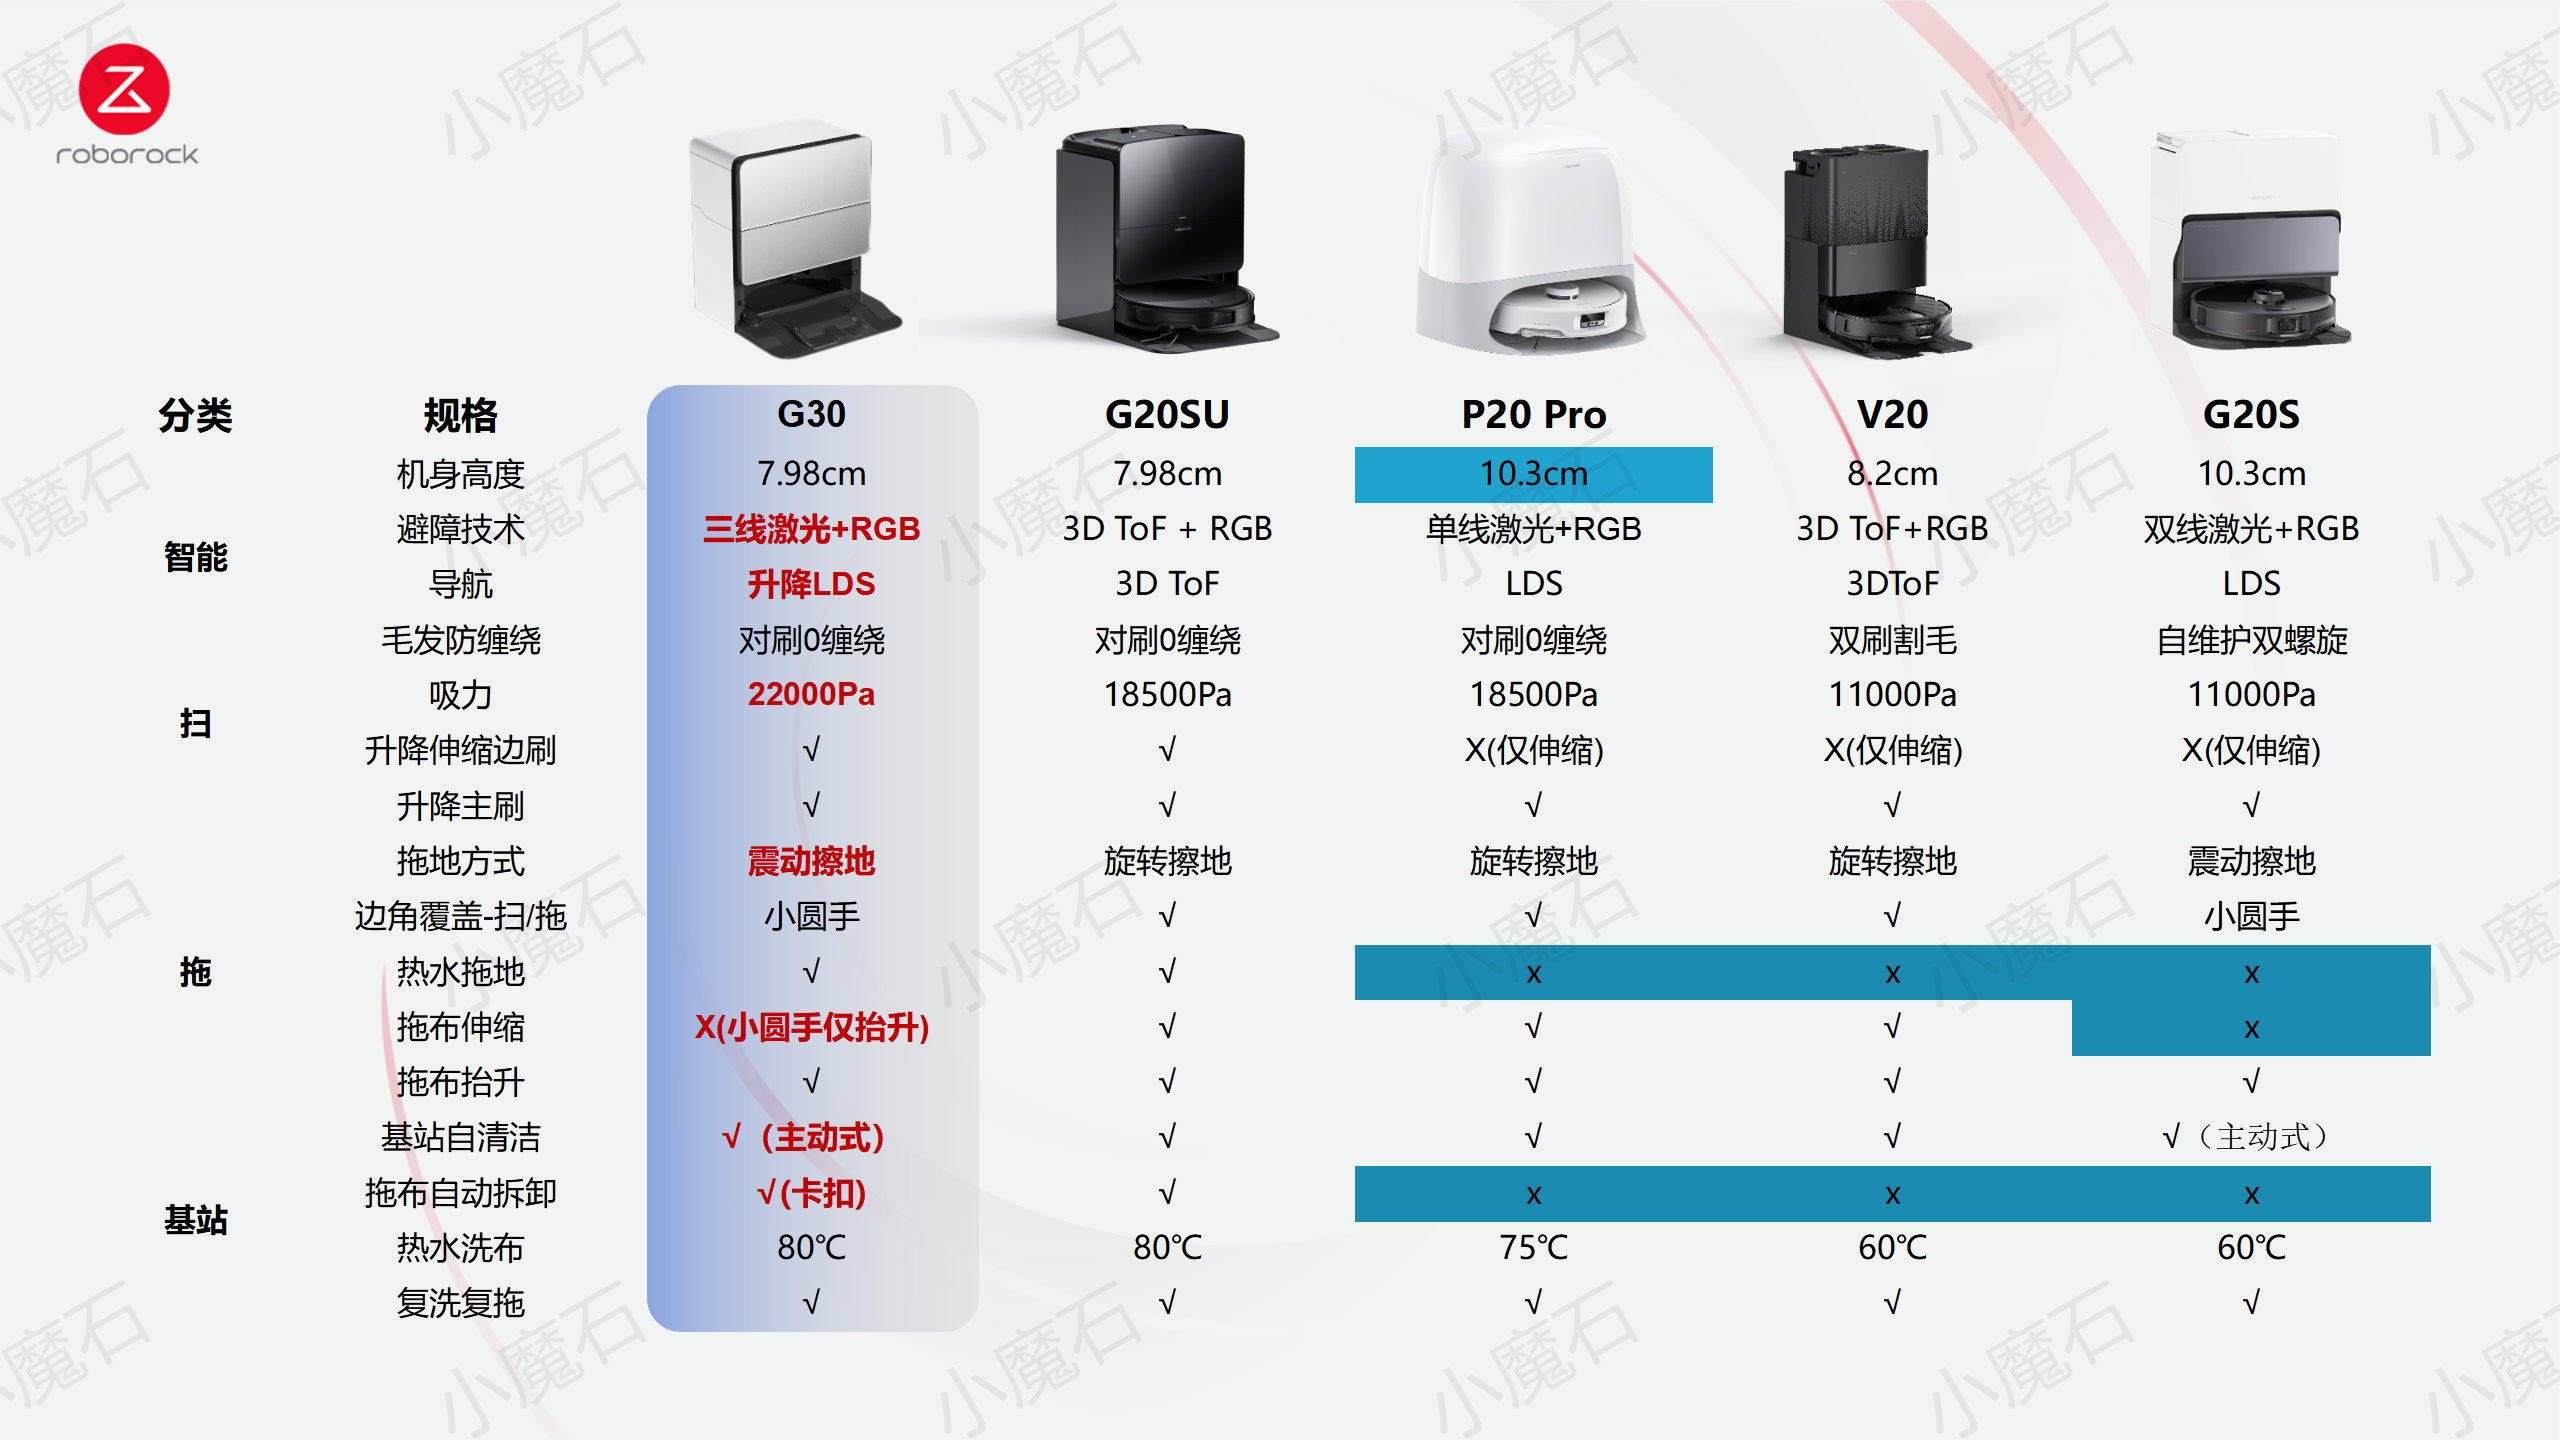 roborock
分类 规格 G30 G20SU P20 Pro V20 G20S
机身高度 7.98cm 7.98cm 10.3cm 8.2cm 10.3cm
避障技术 三线激光+RGB 3D ToF + RGB 单线激光+RGB 3D ToF+RGB 双线激光+RGB
智能
导航 升降LDS 3D ToF LDS 3DToF LDS
毛发防缠绕 对刷0缠绕 对刷0缠绕 对刷0缠绕 双刷割毛 自维护双螺旋
吸力 22000Pa 18500Pa 18500Pa 11000Pa 11000Pa
扫
升降伸缩边刷 √ √ X(仅伸缩) X(仅伸缩) X(仅伸缩)
升降主刷 √ √ √ √ √
拖地方式 震动擦地 旋转擦地 旋转擦地 旋转擦地 震动擦地
边角覆盖-扫/拖 小圆手 √ √ √ 小圆手
拖 热水拖地 √ √ x x x
拖布伸缩 X(小圆手仅抬升) √ √ √ x
拖布抬升 √ √ √ √ √
基站自清洁 √（主动式） √ √ √ √（主动式）
拖布自动拆卸 √(卡扣) √ x x x
基站
热水洗布 80℃ 80℃ 75℃ 60℃ 60℃
复洗复拖 √ √ √ √ √
小魔石